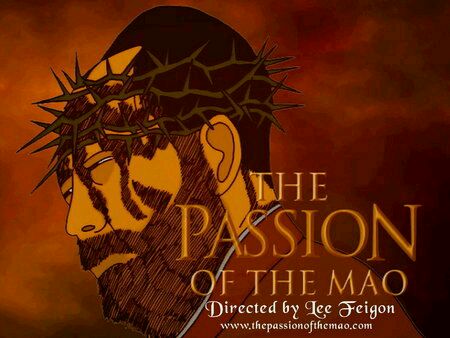 THE
PASSION
OF THE MAO
Directed by Lee Feigon
www.thepassionofthemao.com